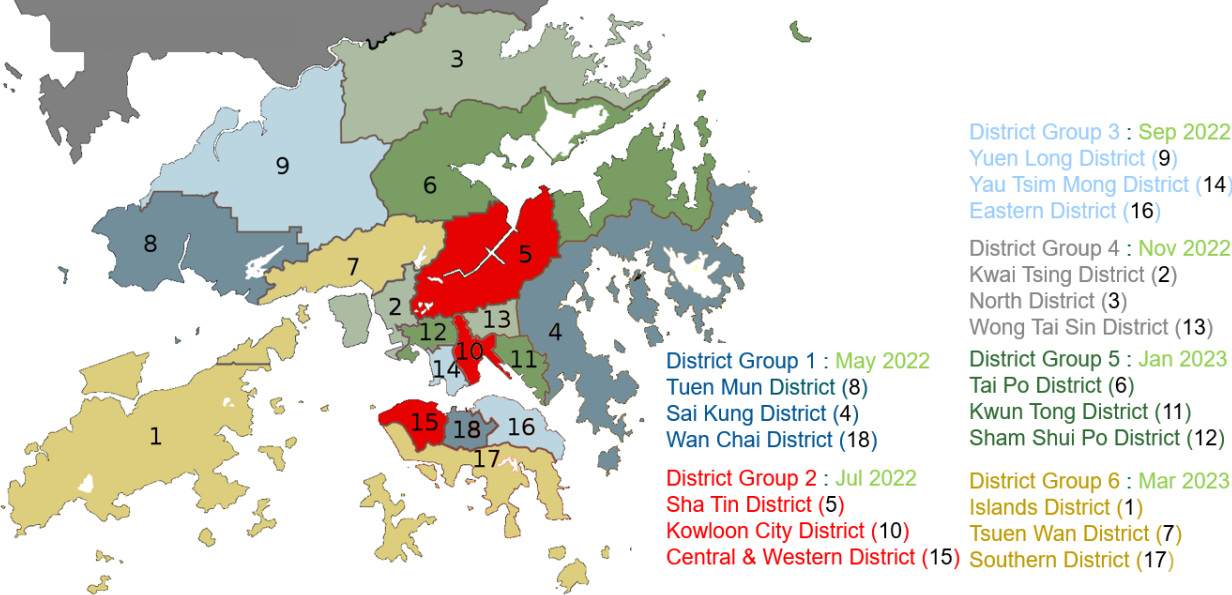 3
9
6
8
5
7
2
13
12
4
10
11
14
1
15
18
16
17
District Group 1 : May 2022
Tuen Mun District (8)
Sai Kung District (4)
Wan Chai District (18)
District Group 2 : Jul 2022
Sha Tin District (5)
Kowloon City District (10)
Central & Western District (15)
District Group 3 : Sep 2022
Yuen Long District (9)
Yau Tsim Mong District (14)
Eastern District (16)
District Group 4 : Nov 2022
Kwai Tsing District (2)
North District (3)
Wong Tai Sin District (13)
District Group 5 : Jan 2023
Tai Po District (6)
Kwun Tong District (11)
Sham Shui Po District (12)
District Group 6 : Mar 2023
Islands District (1)
Tsuen Wan District (7)
Southern District (17)